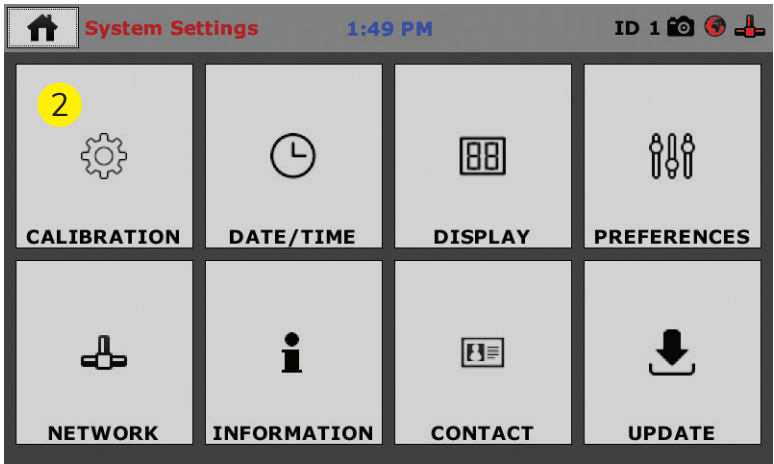 System Settings 1:49 PM ID 1
2
CALIBRATION DATE/TIME DISPLAY PREFERENCES
NETWORK INFORMATION CONTACT UPDATE